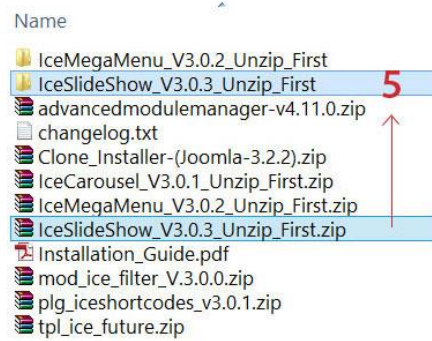 Name
IceMegaMenu_V3.0.2_Unzip_First
IceSlideShow_V3.0.3_Unzip_First
5
advancedmodulemanager-v4.11.0.zip
changelog.txt
Clone_Installer-(Joomla-3.2.2).zip
IceCarousel_V3.0.1_Unzip_First.zip
IceMegaMenu_V3.0.2_Unzip_First.zip
IceSlideShow_V3.0.3_Unzip_First.zip
Installation_Guide.pdf
mod_ice_filter_V.3.0.0.zip
plg_iceshortcodes_v3.0.1.zip
tpl_ice_future.zip